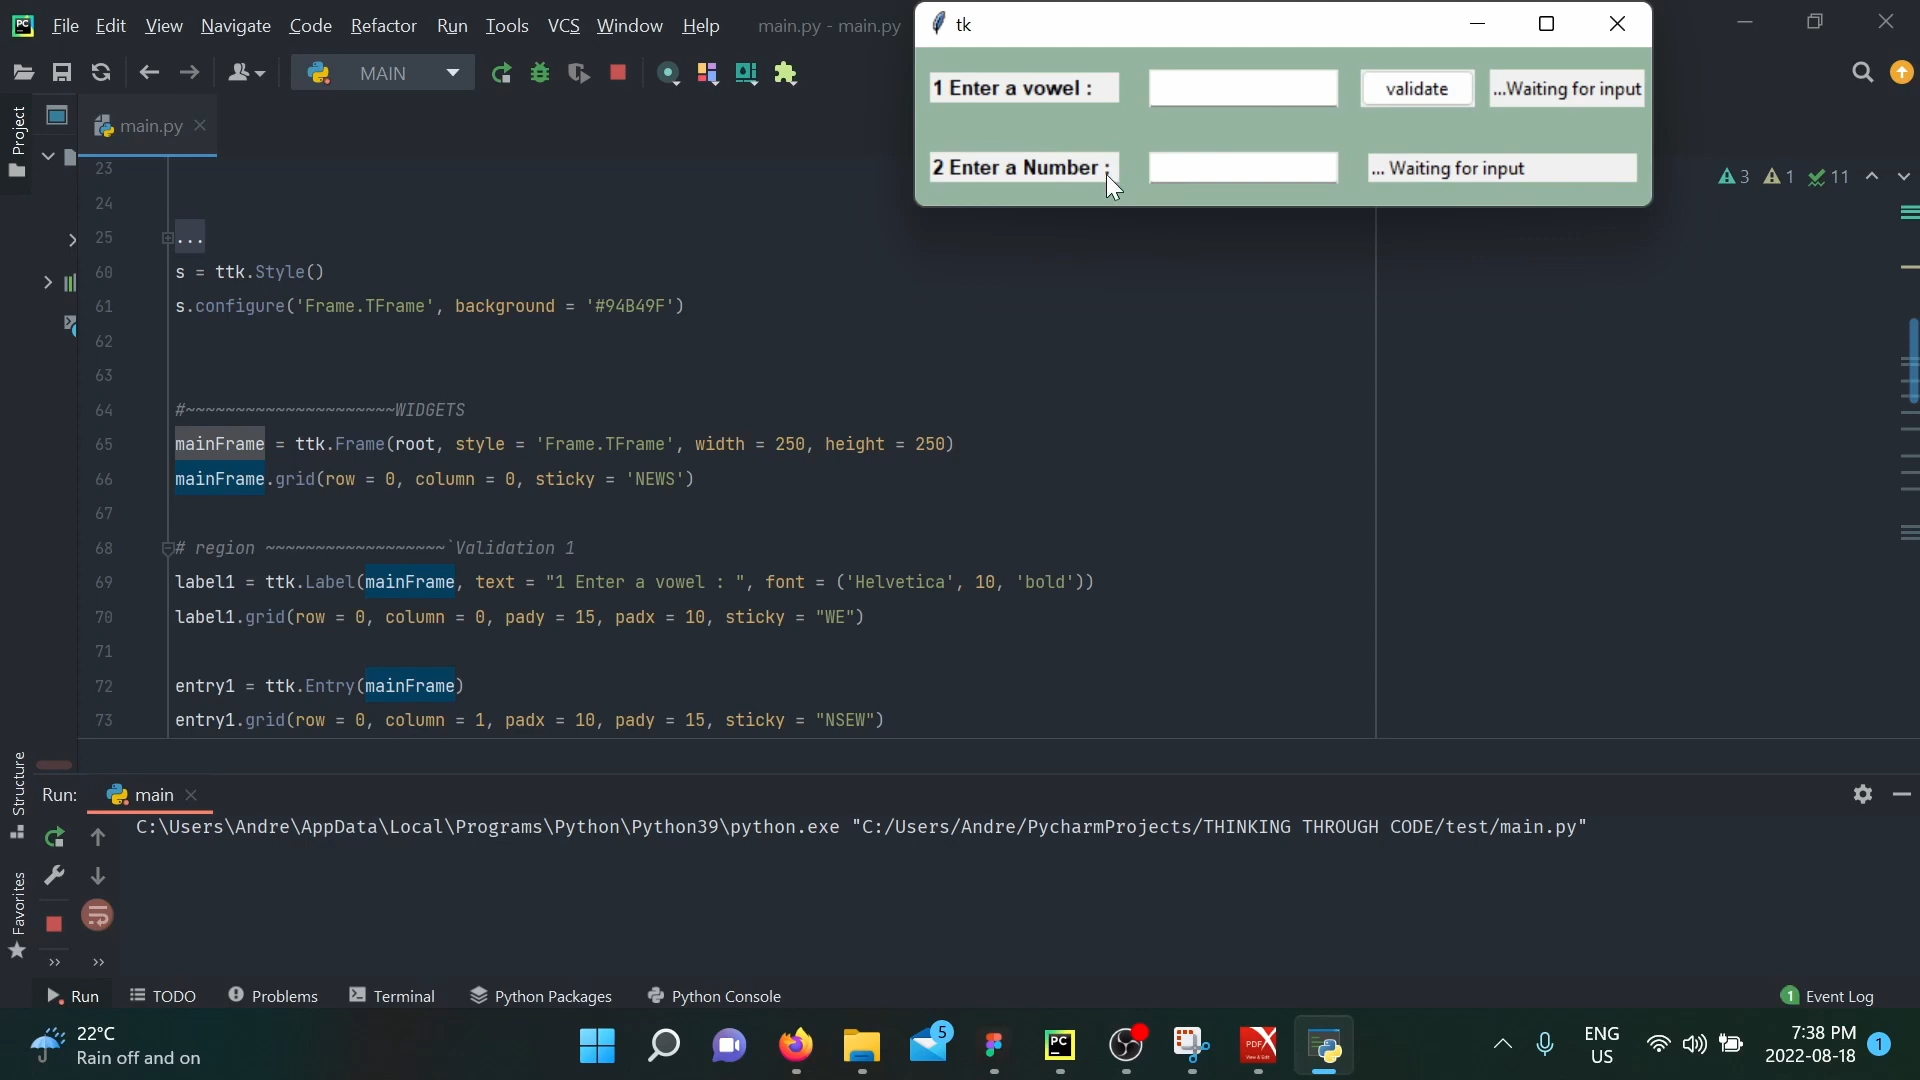 File Edit View Navigate Code Refactor Run Tools VCS Window Help main.py - main.py
tk
MAIN
1 Enter a vowel :
validate
...Waiting for input
2 Enter a Number :
... Waiting for input
Project
main.py
3 1 11
23
24
25 ...
60 s = ttk.Style()
61 s.configure('Frame.TFrame', background = '#94B49F')
62
63
64 #~~~~~~~~~~~~~~~~~~~~~WIDGETS
65 mainFrame = ttk.Frame(root, style = 'Frame.TFrame', width = 250, height = 250)
66 mainFrame.grid(row = 0, column = 0, sticky = 'NEWS')
67
68 # region ~~~~~~~~~~~~~~~~~~`Validation 1
69 label1 = ttk.Label(mainFrame, text = "1 Enter a vowel : ", font = ('Helvetica', 10, 'bold'))
70 label1.grid(row = 0, column = 0, pady = 15, padx = 10, sticky = "WE")
71
72 entry1 = ttk.Entry(mainFrame)
73 entry1.grid(row = 0, column = 1, padx = 10, pady = 15, sticky = "NSEW")
Structure
Favorites
Run: main
C:\Users\Andre\AppData\Local\Programs\Python\Python39\python.exe "C:/Users/Andre/PycharmProjects/THINKING THROUGH CODE/test/main.py"
Run TODO Problems Terminal Python Packages Python Console 1 Event Log
22°C
Rain off and on
5
PC
PDF
ENG
US
7:38 PM
2022-08-18
1